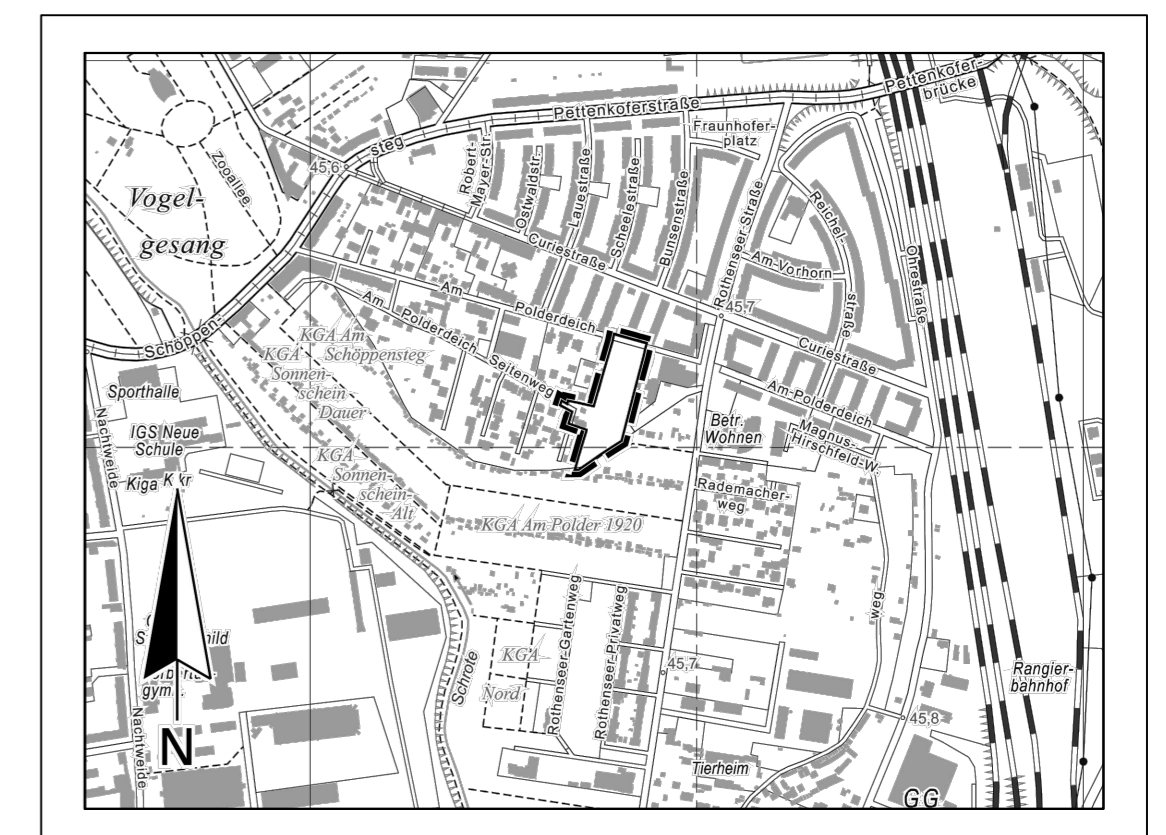 Pettenkofer-
brücke
Pettenkoferstraße
Fraunhofer-
platz
steg
45,6
Robert-
Mayer-Str.
Ostwaldstr.
Lauestraße
Scheelestraße
Bunsenstraße
Zooallee
Vogel-
gesang
Rothenseer Straße
Reichel-
straße
Am Vorhorn
Ohrestraße
Curiestraße
45,7
Curiestraße
Am
Polderdeich
Am
Polderdeich
Seitenweg
Schöppen-
KGA Am
Schöppensteg
KGA
Sonnen-
schein
Dauer
Sporthalle
Nachtweide
IGS Neue
Schule
Kiga
KGA
Sonnen-
schein-
Alt
Am Polderdeich
Betr.
Wohnen
Magnus-
Hirschfeld-W.
Rademacher-
weg
KGA Am Polder 1920
weg
Rothenseer-Gartenweg
Rothenseer-Privatweg
Schrote
KGA
Nord
45,7
Rangier-
bahnhof
45,8
gym.
Nachtweide
N
Tierheim
GG